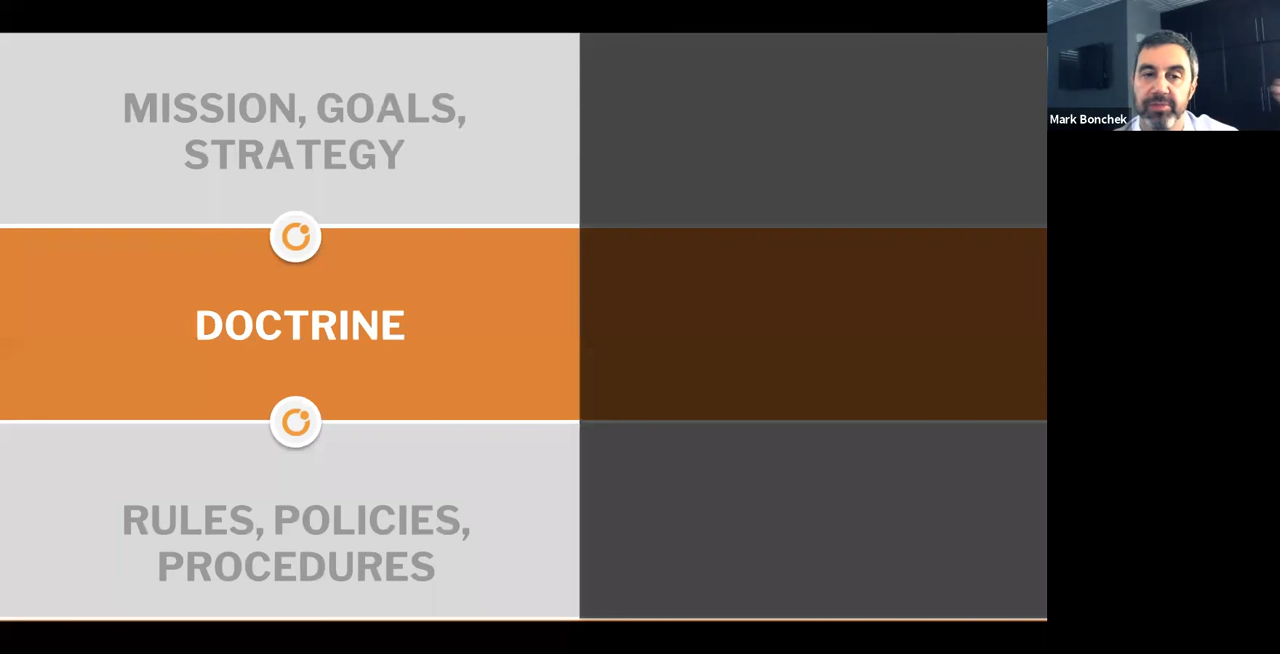 MISSION, GOALS,
STRATEGY
DOCTRINE
RULES, POLICIES,
PROCEDURES
Mark Bonchek